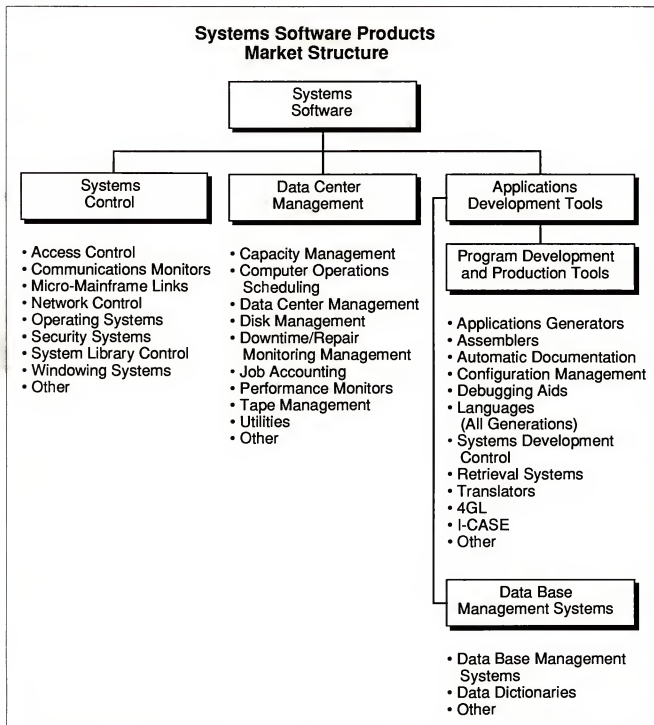 Systems Software Products
Market Structure
Systems
Software
Systems
Control
• Access Control
• Communications Monitors
• Micro-Mainframe Links
• Network Control
• Operating Systems
• Security Systems
• System Library Control
• Windowing Systems
• Other
Data Center
Management
• Capacity Management
• Computer Operations
Scheduling
• Data Center Management
• Disk Management
• Downtime/Repair
Monitoring Management
• Job Accounting
• Performance Monitors
• Tape Management
• Utilities
• Other
Applications
Development Tools
Program Development
and Production Tools
• Applications Generators
• Assemblers
• Automatic Documentation
• Configuration Management
• Debugging Aids
• Languages
(All Generations)
• Systems Development
Control
• Retrieval Systems
• Translators
• 4GL
• I-CASE
• Other
Data Base
Management Systems
• Data Base Management
Systems
• Data Dictionaries
• Other